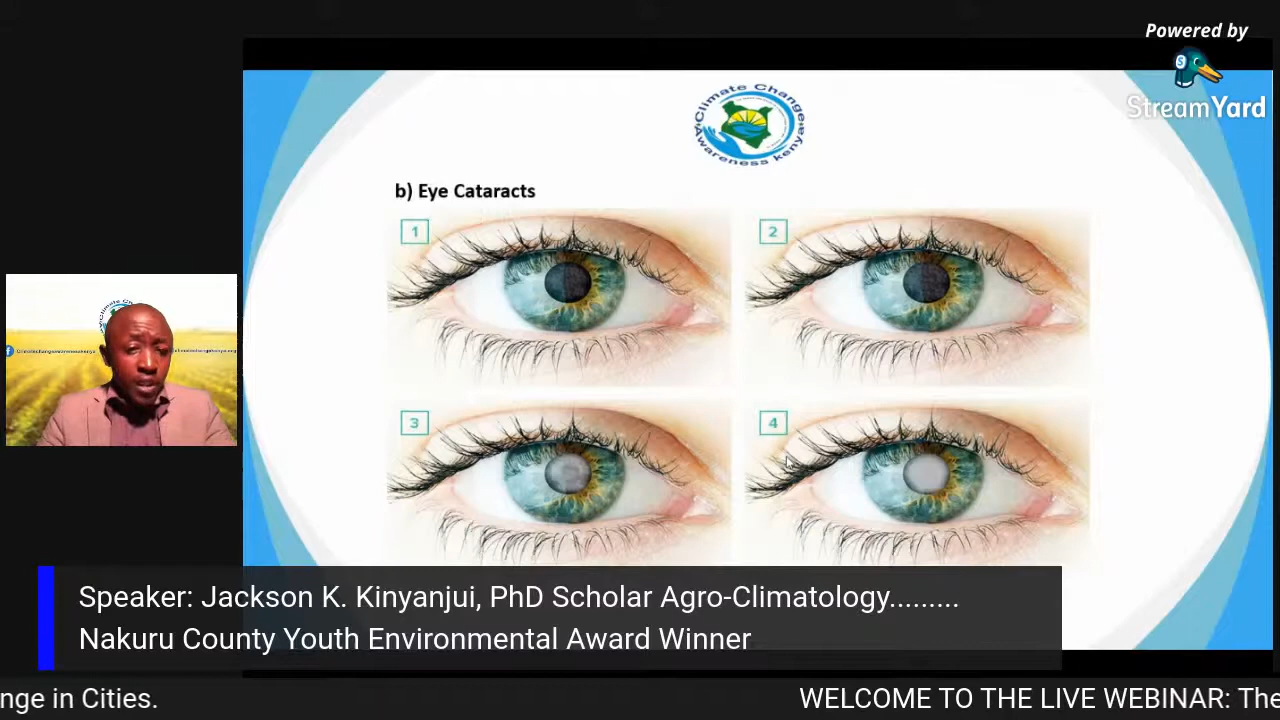 Powered by
StreamYard
Climate Change
Awareness kenya
b) Eye Cataracts
1
2
3
4
Speaker: Jackson K. Kinyanjui, PhD Scholar Agro-Climatology.........
Nakuru County Youth Environmental Award Winner
nge in Cities.
WELCOME TO THE LIVE WEBINAR: The